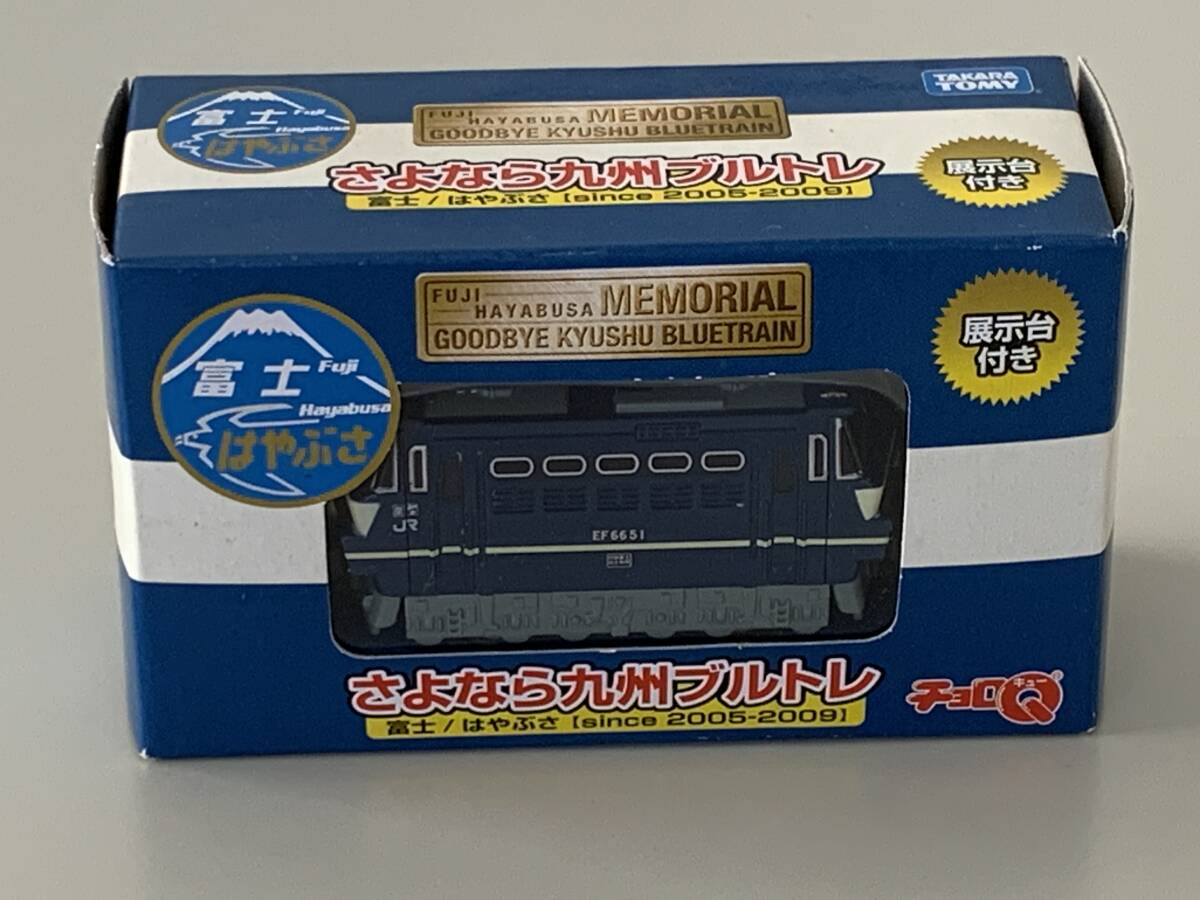 富士
Fuji
Hayabusa
はやぶさ
FUJI
HAYABUSA MEMORIAL
GOODBYE KYUSHU BLUETRAIN
さよなら九州ブルトレ
富士/はやぶさ【since 2005-2009】
TAKARA
TOMY
展示台
付き
富士
Fuji
Hayabusa
はやぶさ
FUJI
HAYABUSA MEMORIAL
GOODBYE KYUSHU BLUETRAIN
展示台
付き
JR
EF6651
さよなら九州ブルトレ
富士/はやぶさ【since 2005-2009】
チョロQ
キュー